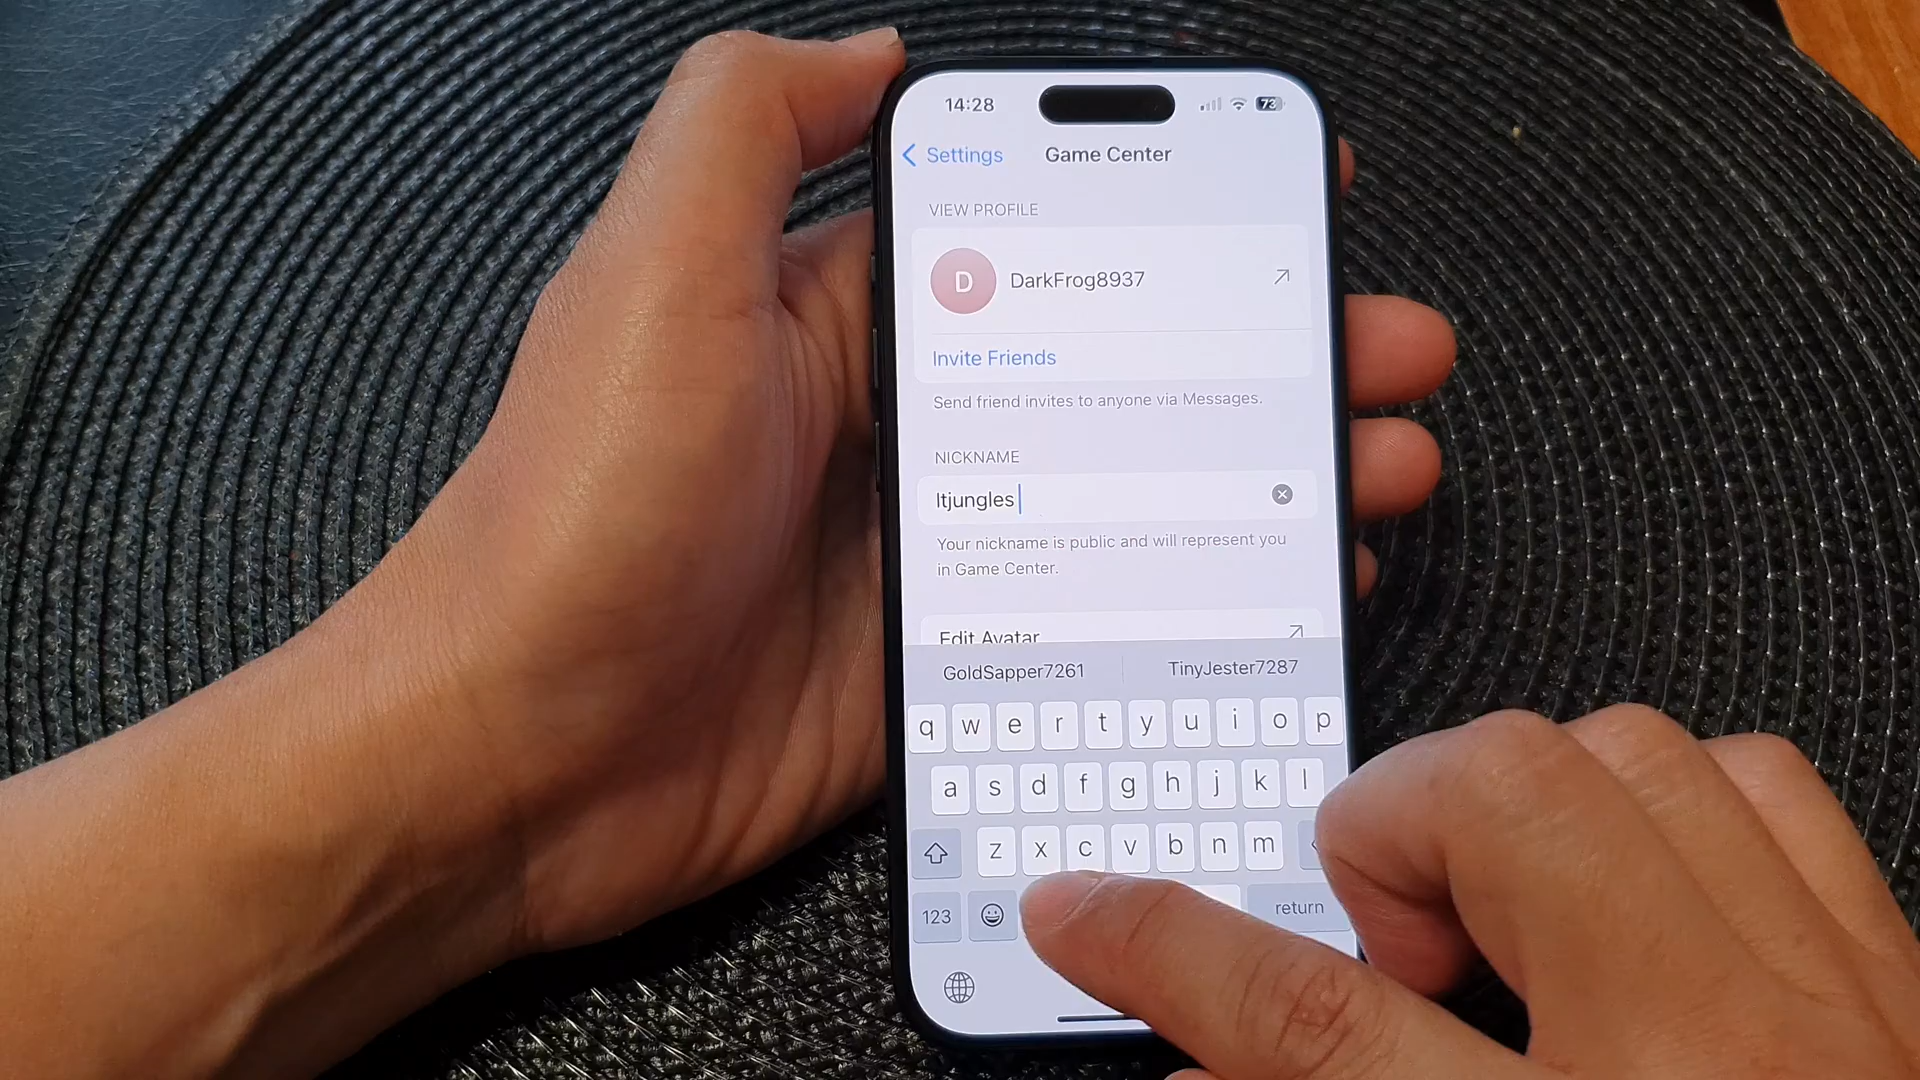 14:28
73
Settings
Game Center
VIEW PROFILE
D
DarkFrog8937
Invite Friends
Send friend invites to anyone via Messages.
NICKNAME
Itjungles
Your nickname is public and will represent you
in Game Center.
Edit Avatar
GoldSapper7261 TinyJester7287
q w e r t y u i o p
a s d f g h j k l
z x c v b n m
123 return